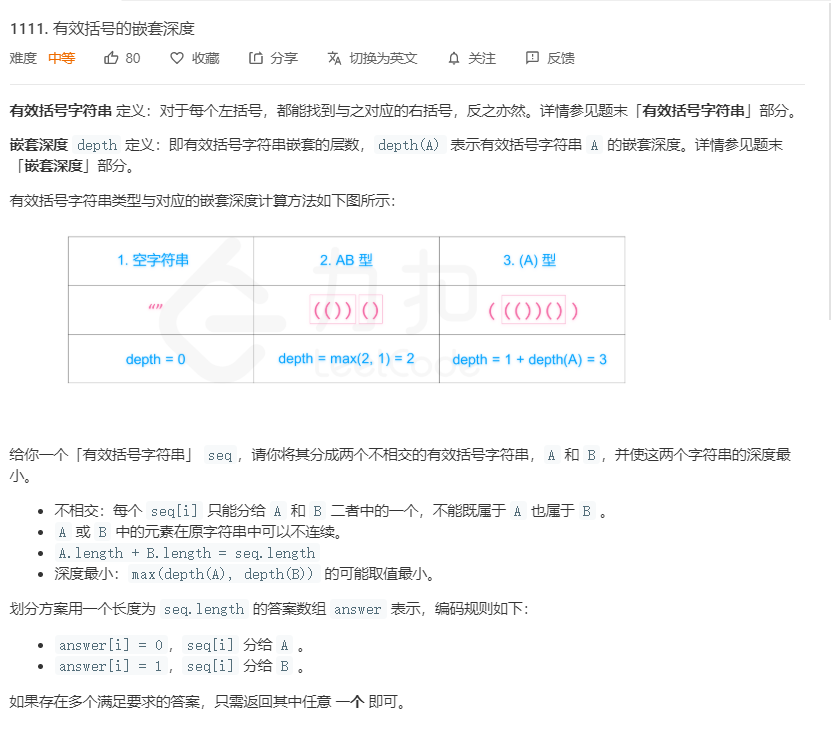 1111. 有效括号的嵌套深度
难度 中等 80 收藏 分享 切换为英文 关注 反馈
有效括号字符串 定义：对于每个左括号，都能找到与之对应的右括号，反之亦然。详情参见题末「有效括号字符串」部分。
嵌套深度 depth 定义：即有效括号字符串嵌套的层数， depth(A) 表示有效括号字符串 A 的嵌套深度。详情参见题末
「嵌套深度」部分。
有效括号字符串类型与对应的嵌套深度计算方法如下图所示：
1. 空字符串 2. AB 型 3. (A) 型
“” (()) () ( (())() )
depth = 0 depth = max(2, 1) = 2 depth = 1 + depth(A) = 3
力扣
LeetCode
给你一个「有效括号字符串」 seq，请你将其分成两个不相交的有效括号字符串， A 和 B，并使这两个字符串的深度最
小。
不相交：每个 seq[i] 只能分给 A 和 B 二者中的一个，不能既属于 A 也属于 B 。
A 或 B 中的元素在原字符串中可以不连续。
A.length + B.length = seq.length
深度最小： max(depth(A), depth(B)) 的可能取值最小。
划分方案用一个长度为 seq.length 的答案数组 answer 表示，编码规则如下：
answer[i] = 0， seq[i] 分给 A 。
answer[i] = 1， seq[i] 分给 B 。
如果存在多个满足要求的答案，只需返回其中任意 一个 即可。